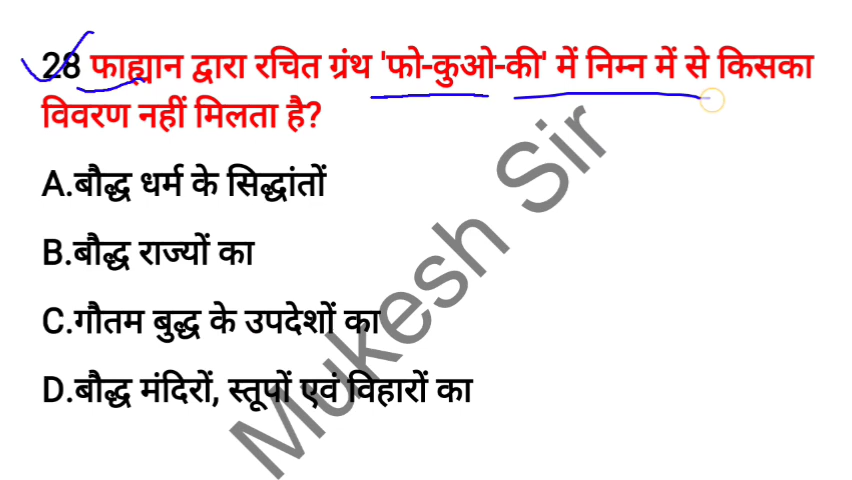 28 फाह्यान द्वारा रचित ग्रंथ 'फो-कुओ-की' में निम्न में से किसका
विवरण नहीं मिलता है?
A.बौद्ध धर्म के सिद्धांतों
B.बौद्ध राज्यों का
C.गौतम बुद्ध के उपदेशों का
D.बौद्ध मंदिरों, स्तूपों एवं विहारों का
Mukesh Sir